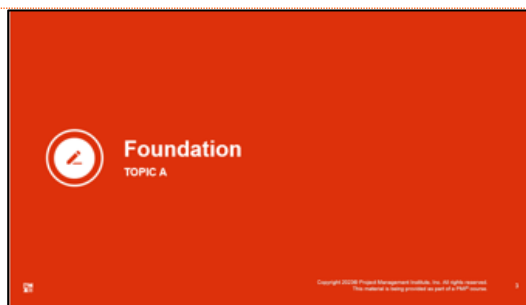 Foundation
TOPIC A
Project Management Institute, Inc. All rights reserved.
This material is being provided as part of a PMP® course.